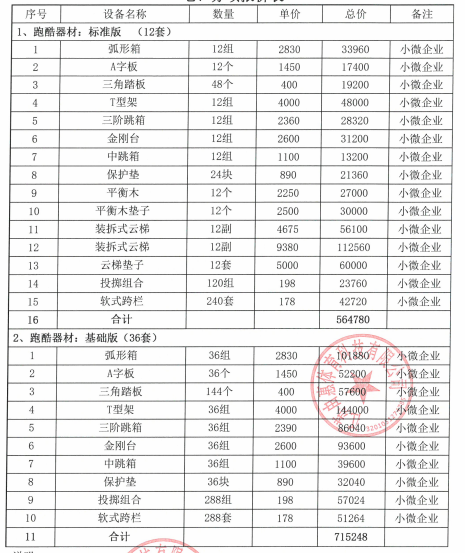 序号 设备名称 数量 单价 总价 备注
1、跑酷器材：标准版 （12套）
1 弧形箱 12组 2830 33960 小微企业
2 A字板 12个 1450 17400 小微企业
3 三角踏板 48个 400 19200 小微企业
4 T型架 12组 4000 48000 小微企业
5 三阶跳箱 12组 2360 28320 小微企业
6 金刚台 12组 2600 31200 小微企业
7 中跳箱 12组 1100 13200 小微企业
8 保护垫 24块 890 21360 小微企业
9 平衡木 12个 2250 27000 小微企业
10 平衡木垫子 12个 2500 30000 小微企业
11 装拆式云梯 12副 4675 56100 小微企业
12 装拆式云梯 12副 9380 112560 小微企业
13 云梯垫子 12套 5000 60000 小微企业
14 投掷组合 120组 198 23760 小微企业
15 软式跨栏 240套 178 42720 小微企业
16 合计 564780
2、跑酷器材：基础版（36套）
1 弧形箱 36组 2830 101880 小微企业
2 A字板 36个 1450 52200 小微企业
3 三角踏板 144个 400 57600 小微企业
4 T型架 36组 4000 144000 小微企业
5 三阶跳箱 36组 2390 86040 小微企业
6 金刚台 36组 2600 93600 小微企业
7 中跳箱 36组 1100 39600 小微企业
8 保护垫 36块 890 32040 小微企业
9 投掷组合 288组 198 57024 小微企业
10 软式跨栏 288套 178 51264 小微企业
11 合计 715248